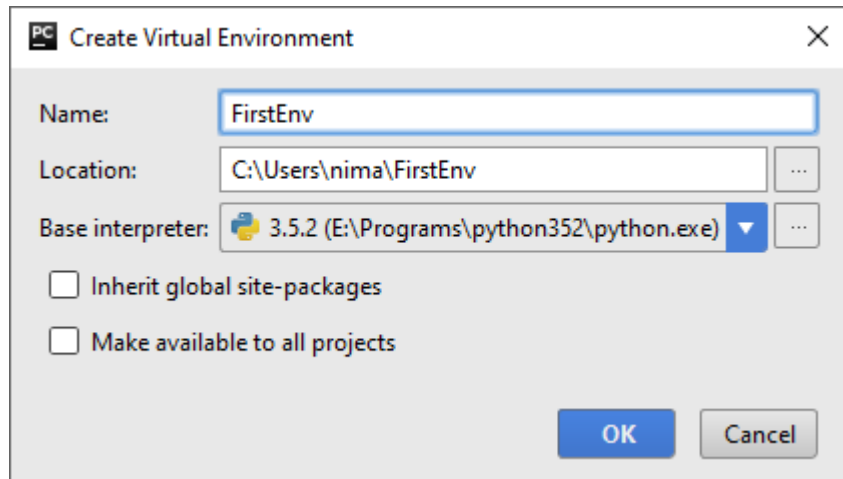 PC Create Virtual Environment
Name: FirstEnv
Location: C:\Users\nima\FirstEnv ...
Base interpreter: 3.5.2 (E:\Programs\python352\python.exe) ...
Inherit global site-packages
Make available to all projects
OK Cancel